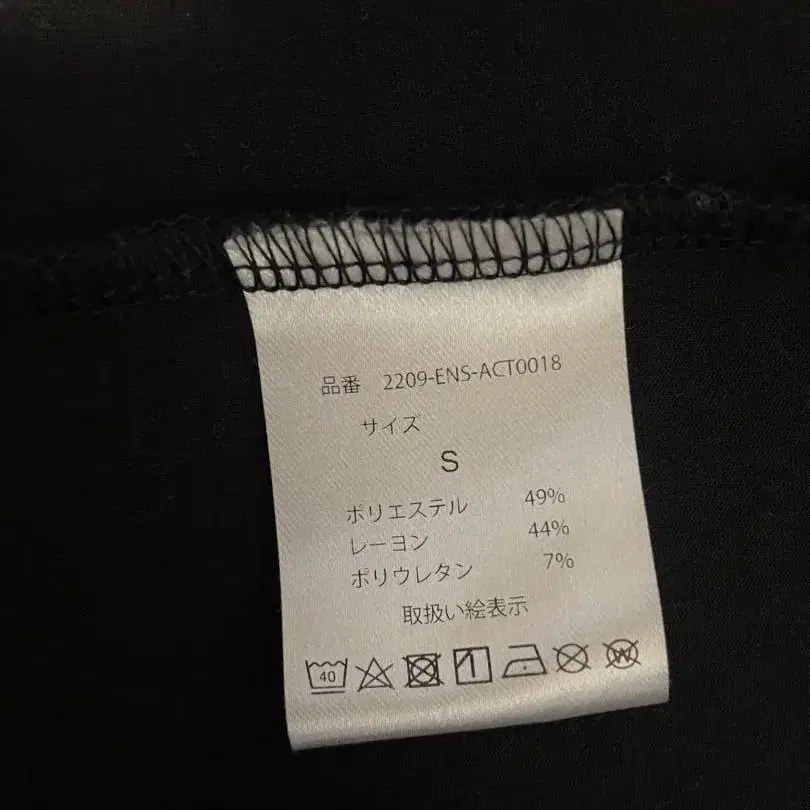 品番 2209-ENS-ACT0018
サイズ
S
ポリエステル 49%
レーヨン 44%
ポリウレタン 7%
取扱い絵表示
40 W